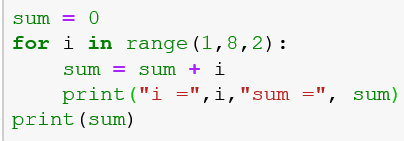 sum = 0
for i in range(1,8,2):
    sum = sum + i
    print("i =",i,"sum =", sum)
print(sum)